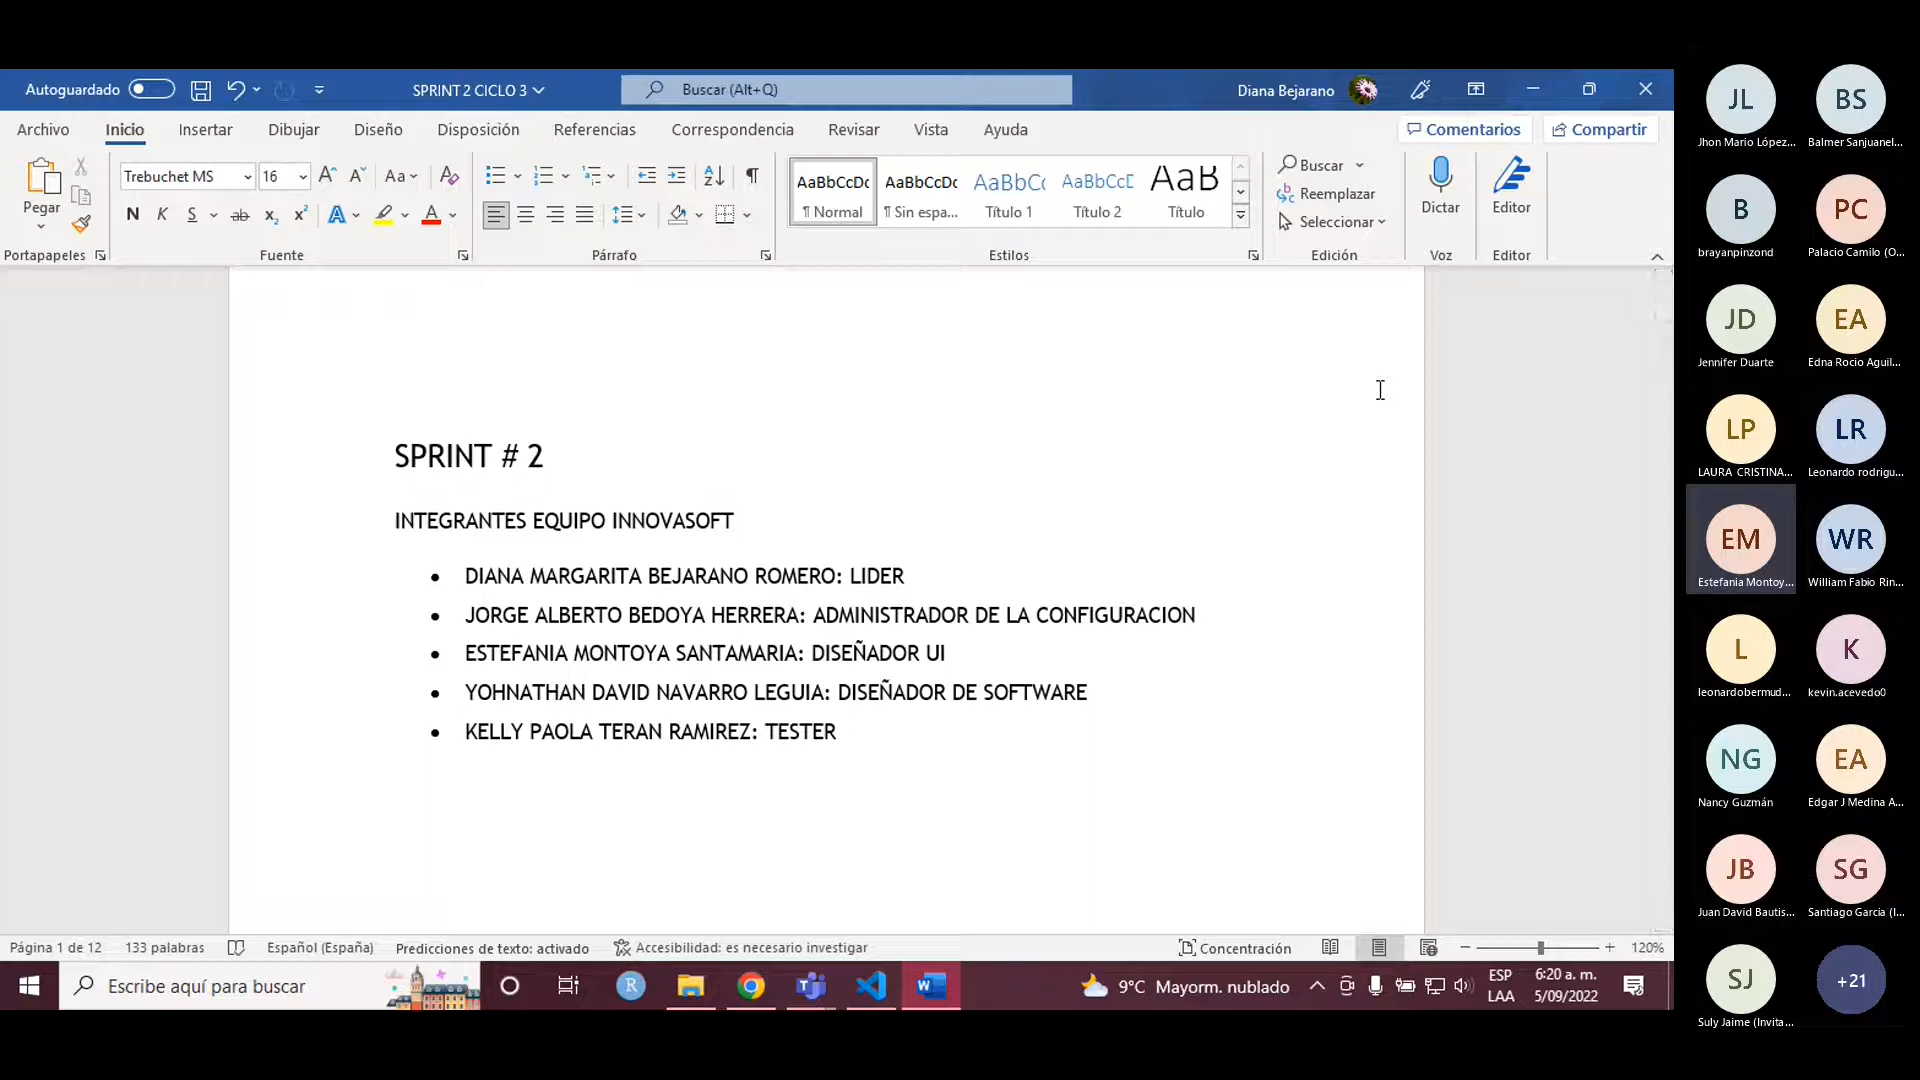 Autoguardado
SPRINT 2 CICLO 3
Buscar (Alt+Q)
Diana Bejarano
Archivo
Inicio
Insertar
Dibujar
Diseño
Disposición
Referencias
Correspondencia
Revisar
Vista
Ayuda
Comentarios
Compartir
Pegar
Trebuchet MS
16
AaBbCcDc
¶ Normal
AaBbCcDc
¶ Sin espa...
AaBbCc
Título 1
AaBbCcD
Título 2
AaB
Título
Buscar
Reemplazar
Seleccionar
Dictar
Editor
Portapapeles
Fuente
Párrafo
Estilos
Edición
Voz
Editor
SPRINT # 2
INTEGRANTES EQUIPO INNOVASOFT
• DIANA MARGARITA BEJARANO ROMERO: LIDER
• JORGE ALBERTO BEDOYA HERRERA: ADMINISTRADOR DE LA CONFIGURACION
• ESTEFANIA MONTOYA SANTAMARIA: DISEÑADOR UI
• YOHNATHAN DAVID NAVARRO LEGUIA: DISEÑADOR DE SOFTWARE
• KELLY PAOLA TERAN RAMIREZ: TESTER
Página 1 de 12
133 palabras
Español (España)
Predicciones de texto: activado
Accesibilidad: es necesario investigar
Concentración
120%
Escribe aquí para buscar
9°C Mayorm. nublado
ESP
LAA
6:20 a. m.
5/09/2022
JL
Jhon Mario López...
BS
Balmer Sanjuanel...
B
brayanpinzond
PC
Palacio Camilo (O...
JD
Jennifer Duarte
EA
Edna Rocio Aguil...
LP
LAURA CRISTINA...
LR
Leonardo rodrigu...
EM
Estefania Montoy...
WR
William Fabio Rin...
L
leonardobermud...
K
kevin.acevedo0
NG
Nancy Guzmán
EA
Edgar J Medina A...
JB
Juan David Bautis...
SG
Santiago Garcia (I...
SJ
Suly Jaime (Invita...
+21